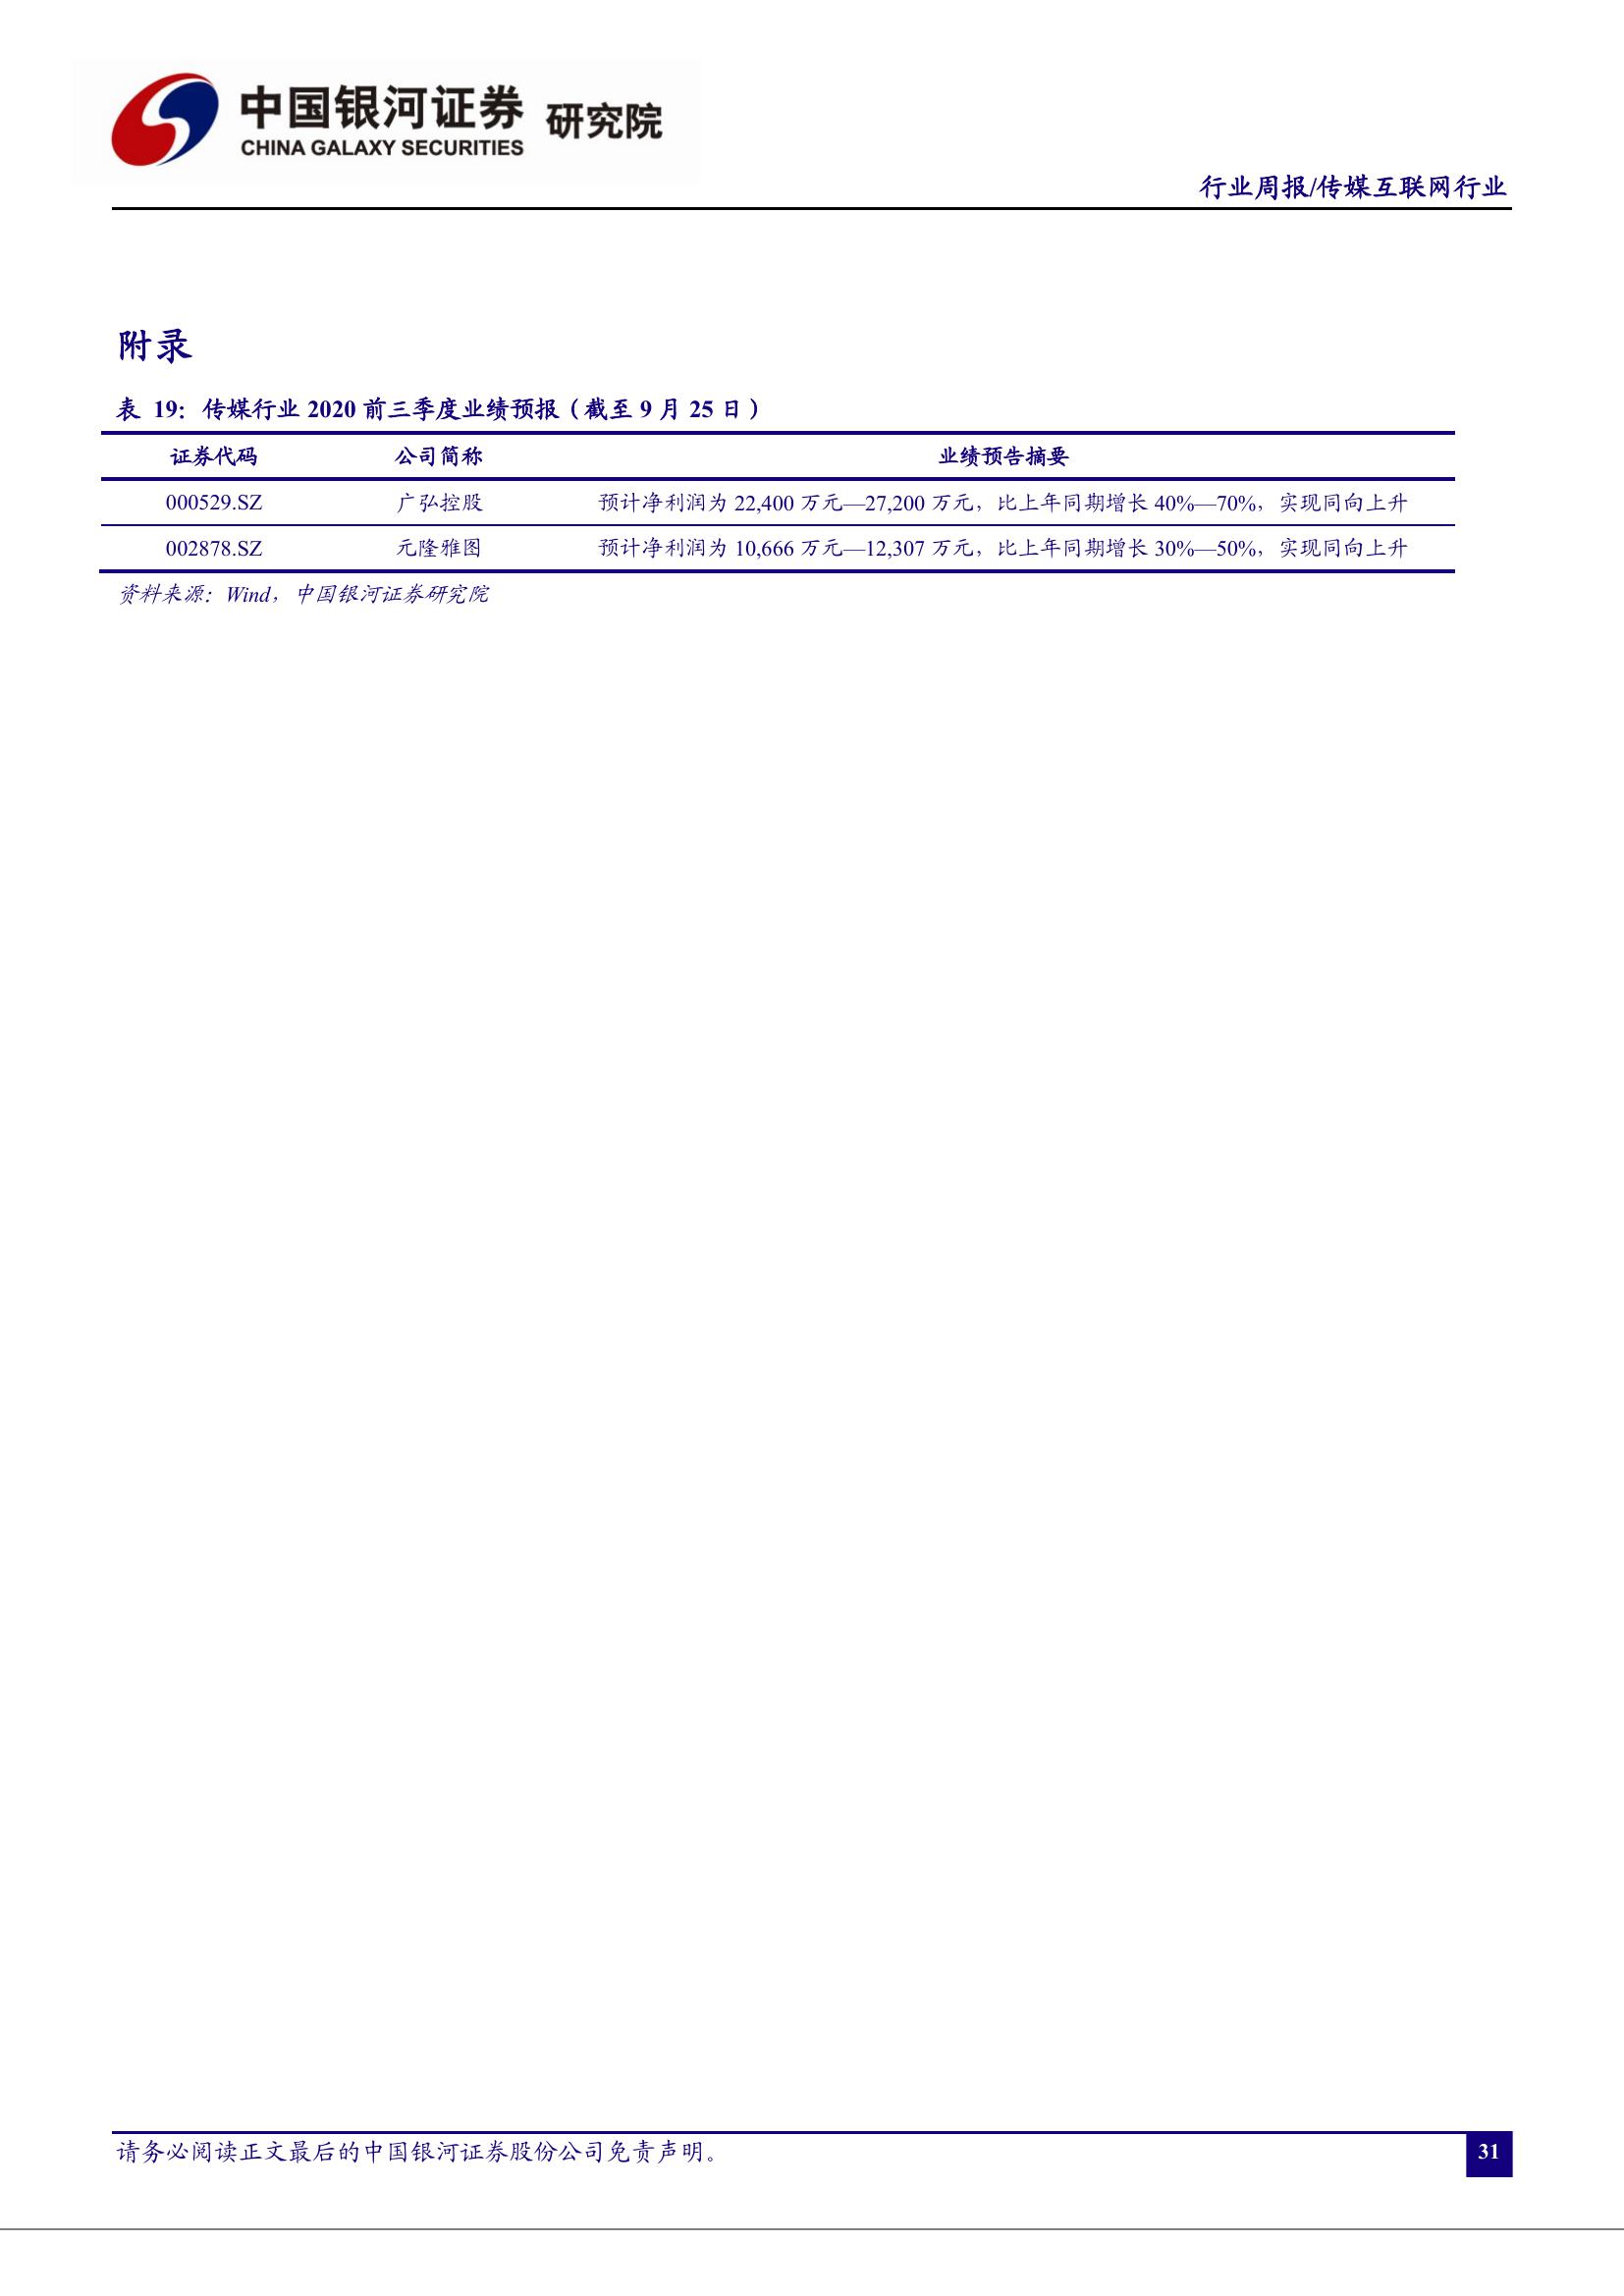 中国银河证券 研究院
CHINA GALAXY SECURITIES
行业周报/传媒互联网行业
附录
表 19：传媒行业 2020 前三季度业绩预报（截至 9 月 25 日）
证券代码 公司简称 业绩预告摘要
000529.SZ 广弘控股 预计净利润为 22,400 万元—27,200 万元，比上年同期增长 40%—70%，实现同向上升
002878.SZ 元隆雅图 预计净利润为 10,666 万元—12,307 万元，比上年同期增长 30%—50%，实现同向上升
资料来源：Wind，中国银河证券研究院
请务必阅读正文最后的中国银河证券股份公司免责声明。
31